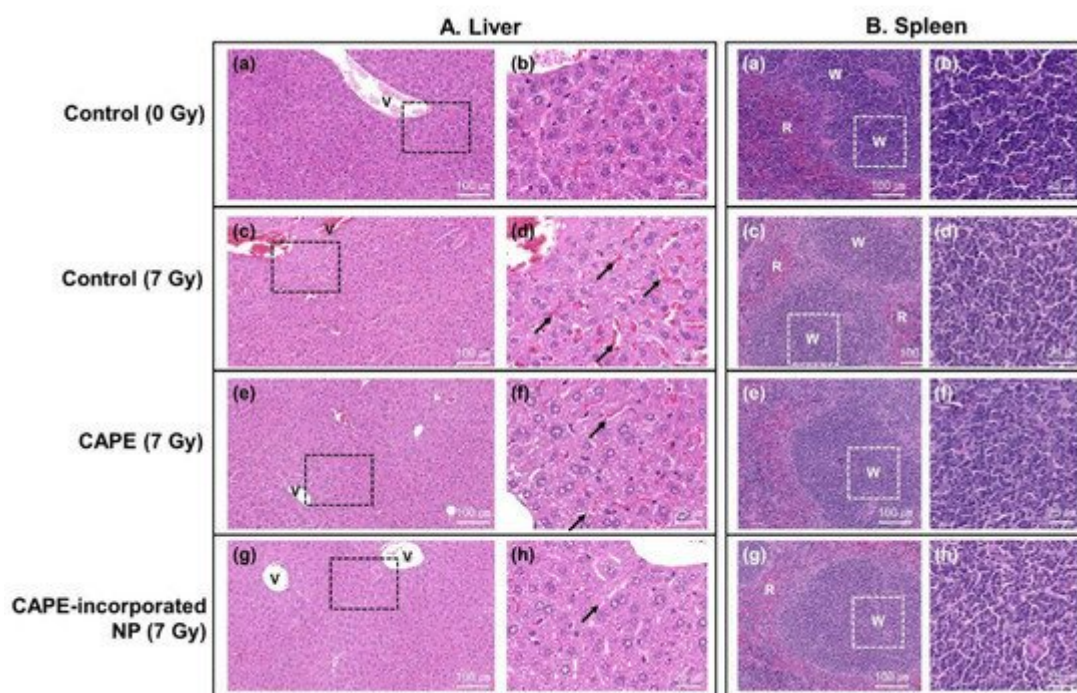 A. Liver
B. Spleen
Control (0 Gy)
(a)
V
100 µm
(b)
(a)
W
R
W
100 µm
(b)
Control (7 Gy)
(c)
V
100 µm
(d)
(c)
W
R
R
W
100
(d)
CAPE (7 Gy)
(e)
V
100 µm
(f)
(e)
W
100 µm
(f)
CAPE-incorporated
NP (7 Gy)
(g)
V
V
100 µm
(h)
(g)
R
W
100 µm
(h)